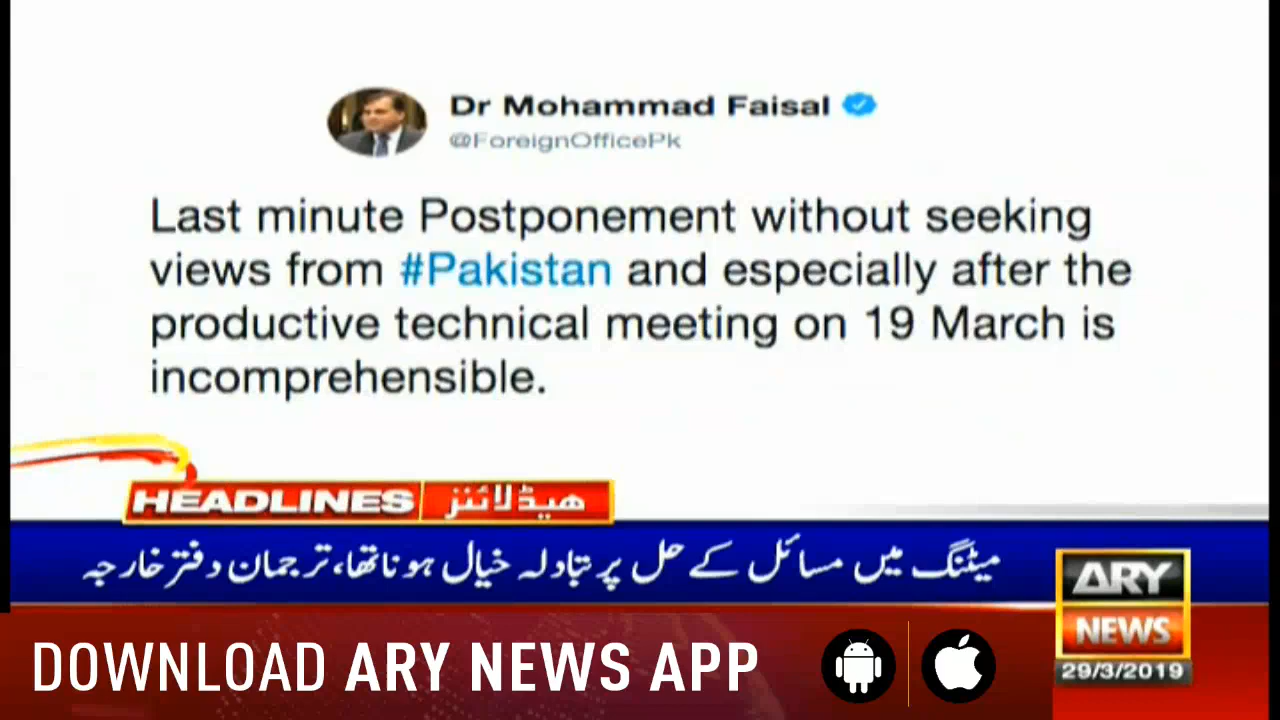 Dr Mohammad Faisal
@ForeignOfficePk
Last minute Postponement without seeking
views from #Pakistan and especially after the
productive technical meeting on 19 March is
incomprehensible.
HEADLINES ھیڈلائنز
میٹنگ میں مسائل کے حل پر تبادلہ خیال ہونا تھا، ترجمان دفتر خارجہ
ARY
NEWS
29/3/2019
DOWNLOAD ARY NEWS APP